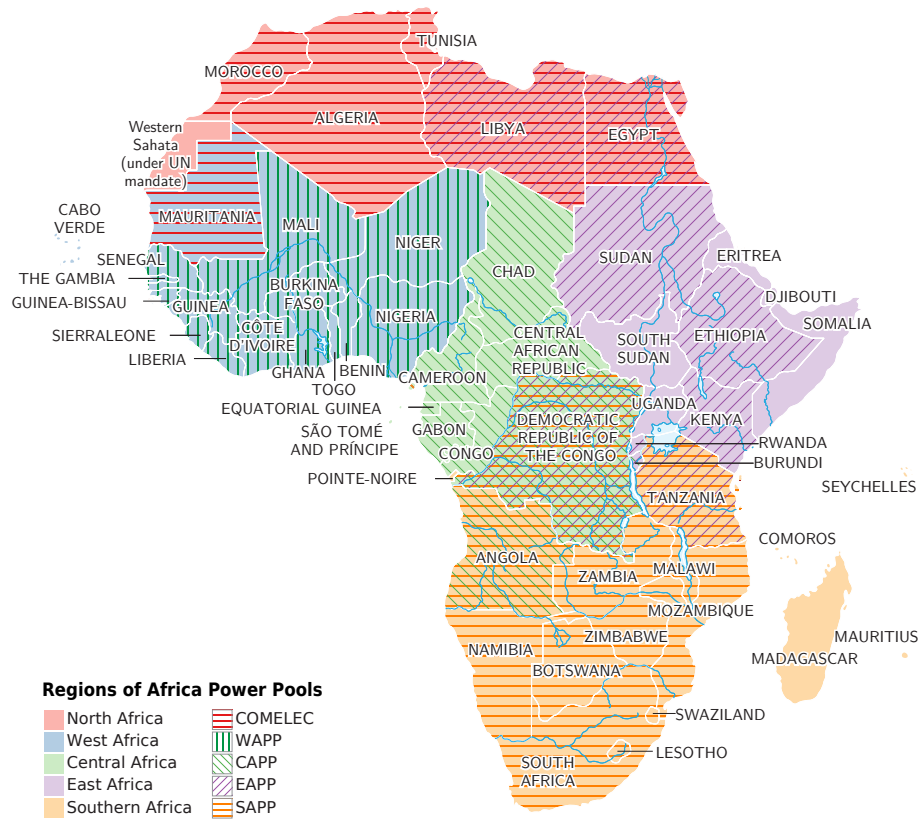 TUNISIA
MOROCCO
ALGERIA
LIBYA
EGYPT
Western
Sahata
(under UN
mandate)
MAURITANIA
CABO
VERDE
MALI
NIGER
CHAD
SUDAN
ERITREA
SENEGAL
THE GAMBIA
GUINEA-BISSAU
GUINEA
BURKINA
FASO
NIGERIA
DJIBOUTI
SOMALIA
ETHIOPIA
SIERRALEONE
LIBERIA
CÔTE
D'IVOIRE
GHANA
BENIN
TOGO
CENTRAL
AFRICAN
REPUBLIC
SOUTH
SUDAN
CAMEROON
EQUATORIAL GUINEA
UGANDA
KENYA
SÃO TOMÉ
AND PRÍNCIPE
GABON
CONGO
DEMOCRATIC
REPUBLIC OF
THE CONGO
RWANDA
BURUNDI
POINTE-NOIRE
TANZANIA
SEYCHELLES
COMOROS
ANGOLA
ZAMBIA
MALAWI
MOZAMBIQUE
ZIMBABWE
NAMIBIA
BOTSWANA
MADAGASCAR
MAURITIUS
SWAZILAND
LESOTHO
SOUTH
AFRICA
Regions of Africa Power Pools
North Africa COMELEC
West Africa WAPP
Central Africa CAPP
East Africa EAPP
Southern Africa SAPP